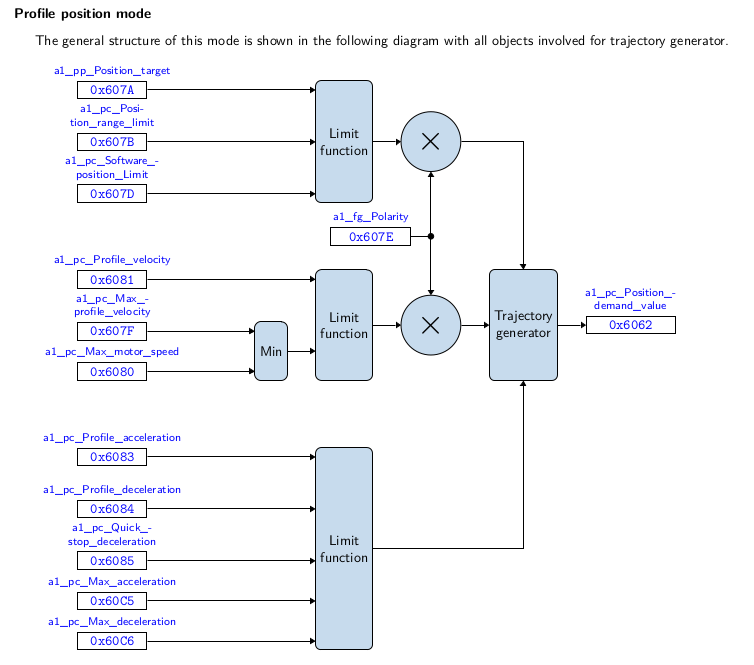 Profile position mode
The general structure of this mode is shown in the following diagram with all objects involved for trajectory generator.
a1_pp_Position_target
0x607A
a1_pc_Posi-
tion_range_limit
0x607B
a1_pc_Software_-
position_Limit
0x607D
Limit
function
×
a1_fg_Polarity
0x607E
a1_pc_Profile_velocity
0x6081
a1_pc_Max_-
profile_velocity
0x607F
a1_pc_Max_motor_speed
0x6080
Min
Limit
function
×
Trajectory
generator
a1_pc_Position_-
demand_value
0x6062
a1_pc_Profile_acceleration
0x6083
a1_pc_Profile_deceleration
0x6084
a1_pc_Quick_-
stop_deceleration
0x6085
a1_pc_Max_acceleration
0x60C5
a1_pc_Max_deceleration
0x60C6
Limit
function